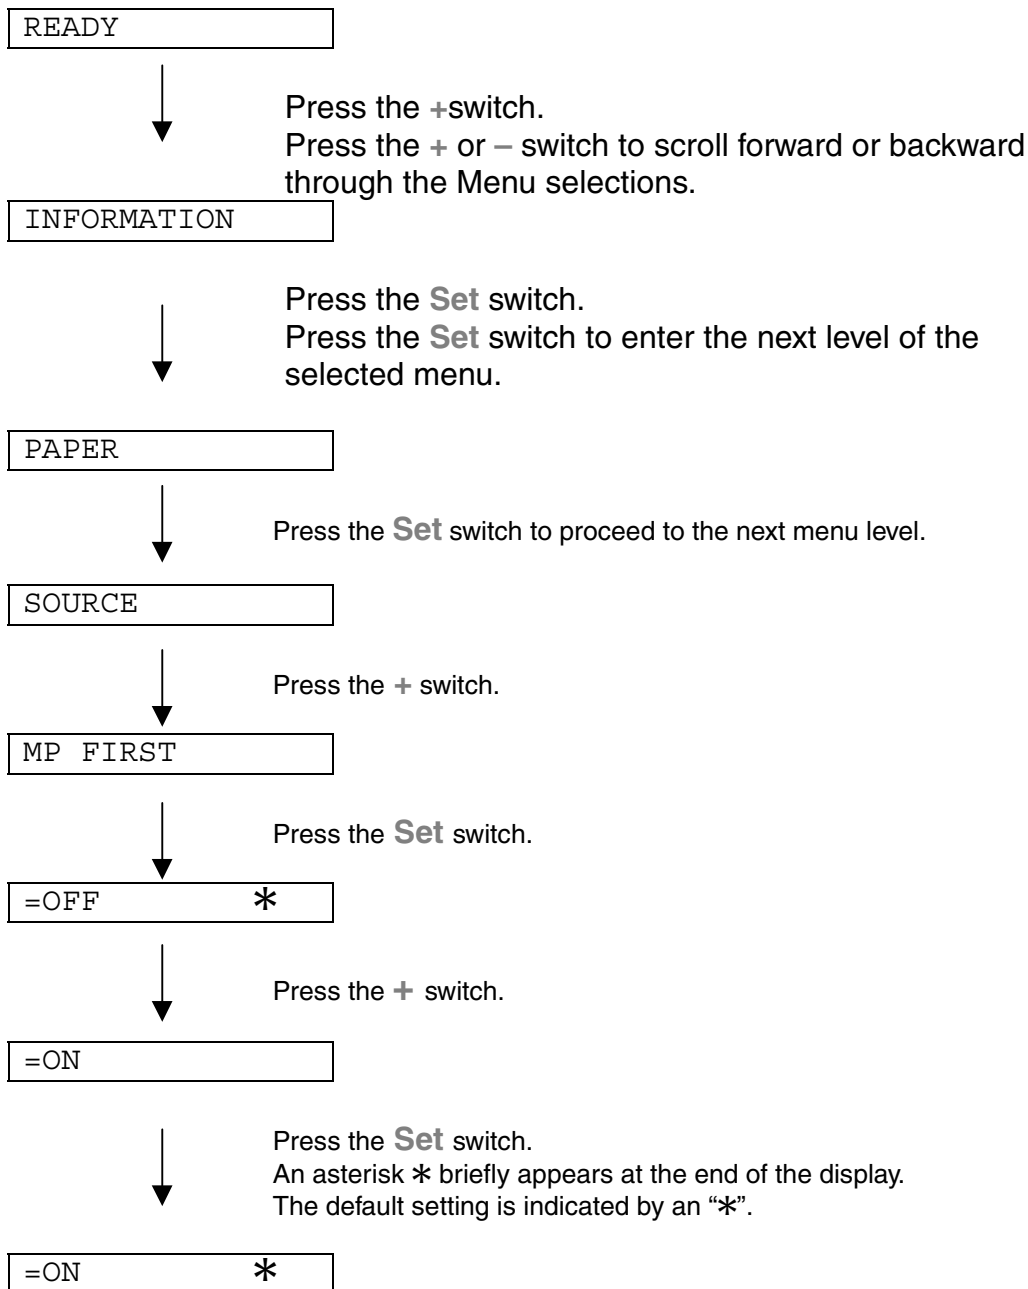 READY
Press the +switch.
Press the + or – switch to scroll forward or backward
through the Menu selections.
INFORMATION
Press the Set switch.
Press the Set switch to enter the next level of the
selected menu.
PAPER
Press the Set switch to proceed to the next menu level.
SOURCE
Press the + switch.
MP FIRST
Press the Set switch.
=OFF *
Press the + switch.
=ON
Press the Set switch.
An asterisk * briefly appears at the end of the display.
The default setting is indicated by an “*”.
=ON *